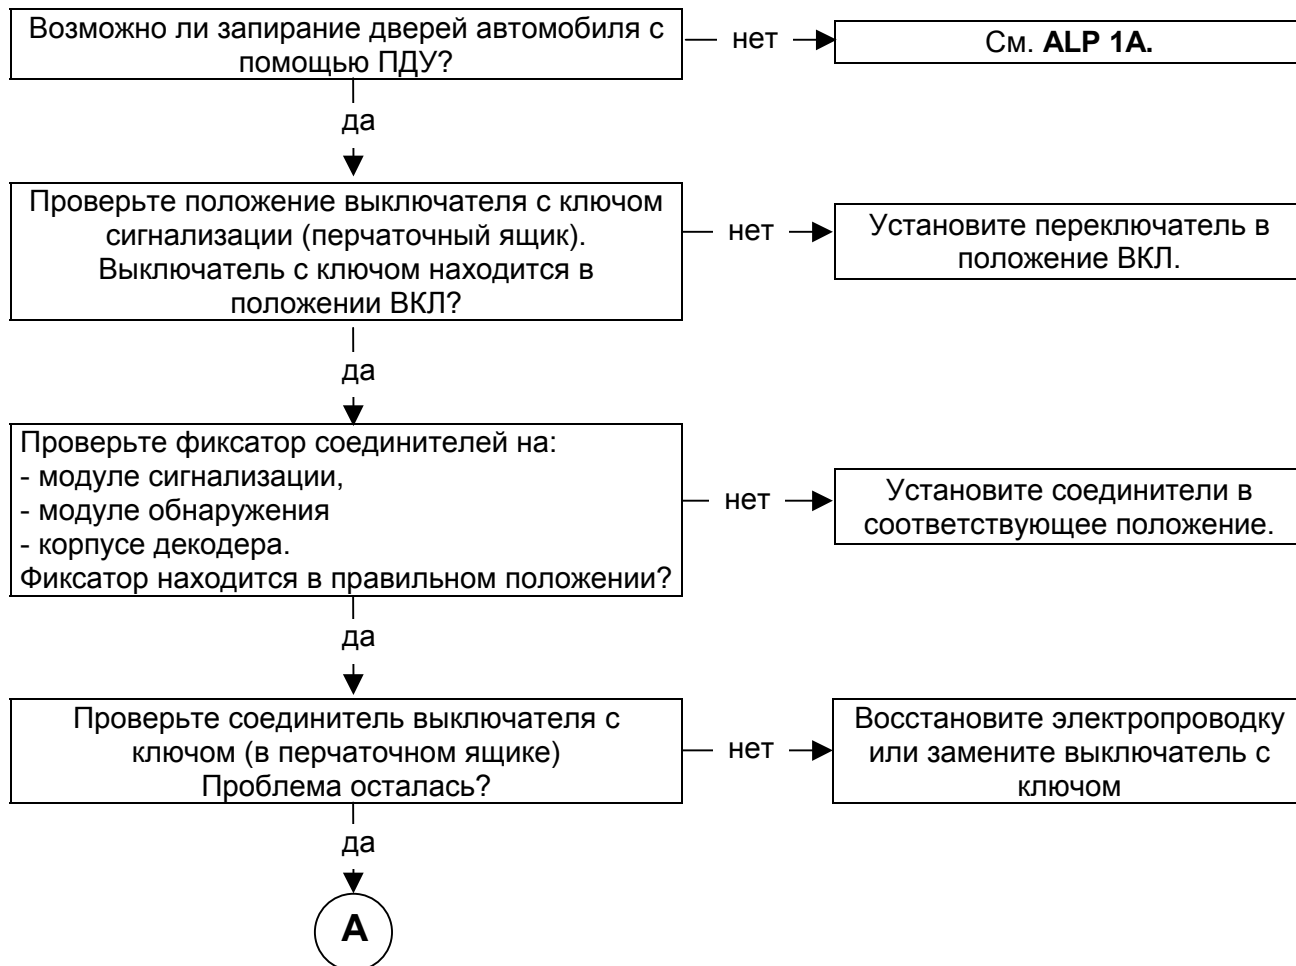 Возможно ли запирание дверей автомобиля с
помощью ПДУ?
нет
См. ALP 1A.
да
Проверьте положение выключателя с ключом
сигнализации (перчаточный ящик).
Выключатель с ключом находится в
положении ВКЛ?
нет
Установите переключатель в
положение ВКЛ.
да
Проверьте фиксатор соединителей на:
- модуле сигнализации,
- модуле обнаружения
- корпусе декодера.
Фиксатор находится в правильном положении?
нет
Установите соединители в
соответствующее положение.
да
Проверьте соединитель выключателя с
ключом (в перчаточном ящике)
Проблема осталась?
нет
Восстановите электропроводку
или замените выключатель с
ключом
да
А